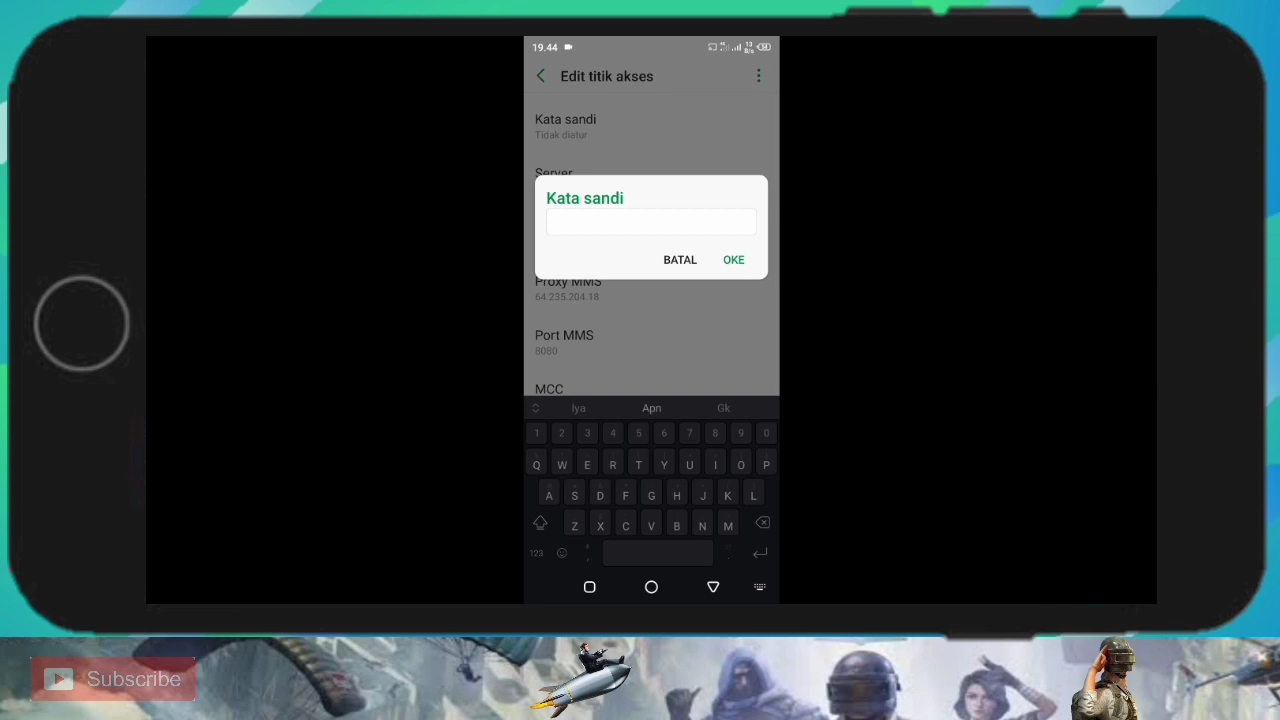 19.44
13
B/s
Edit titik akses
Kata sandi
Tidak diatur
Server
Kata sandi
BATAL OKE
Proxy MMS
64.235.204.18
Port MMS
8080
MCC
Iya Apn Gk
1 2 3 4 5 6 7 8 9 0
Q W E R T Y U I O P
A S D F G H J K L
Z X C V B N M
123
Subscribe